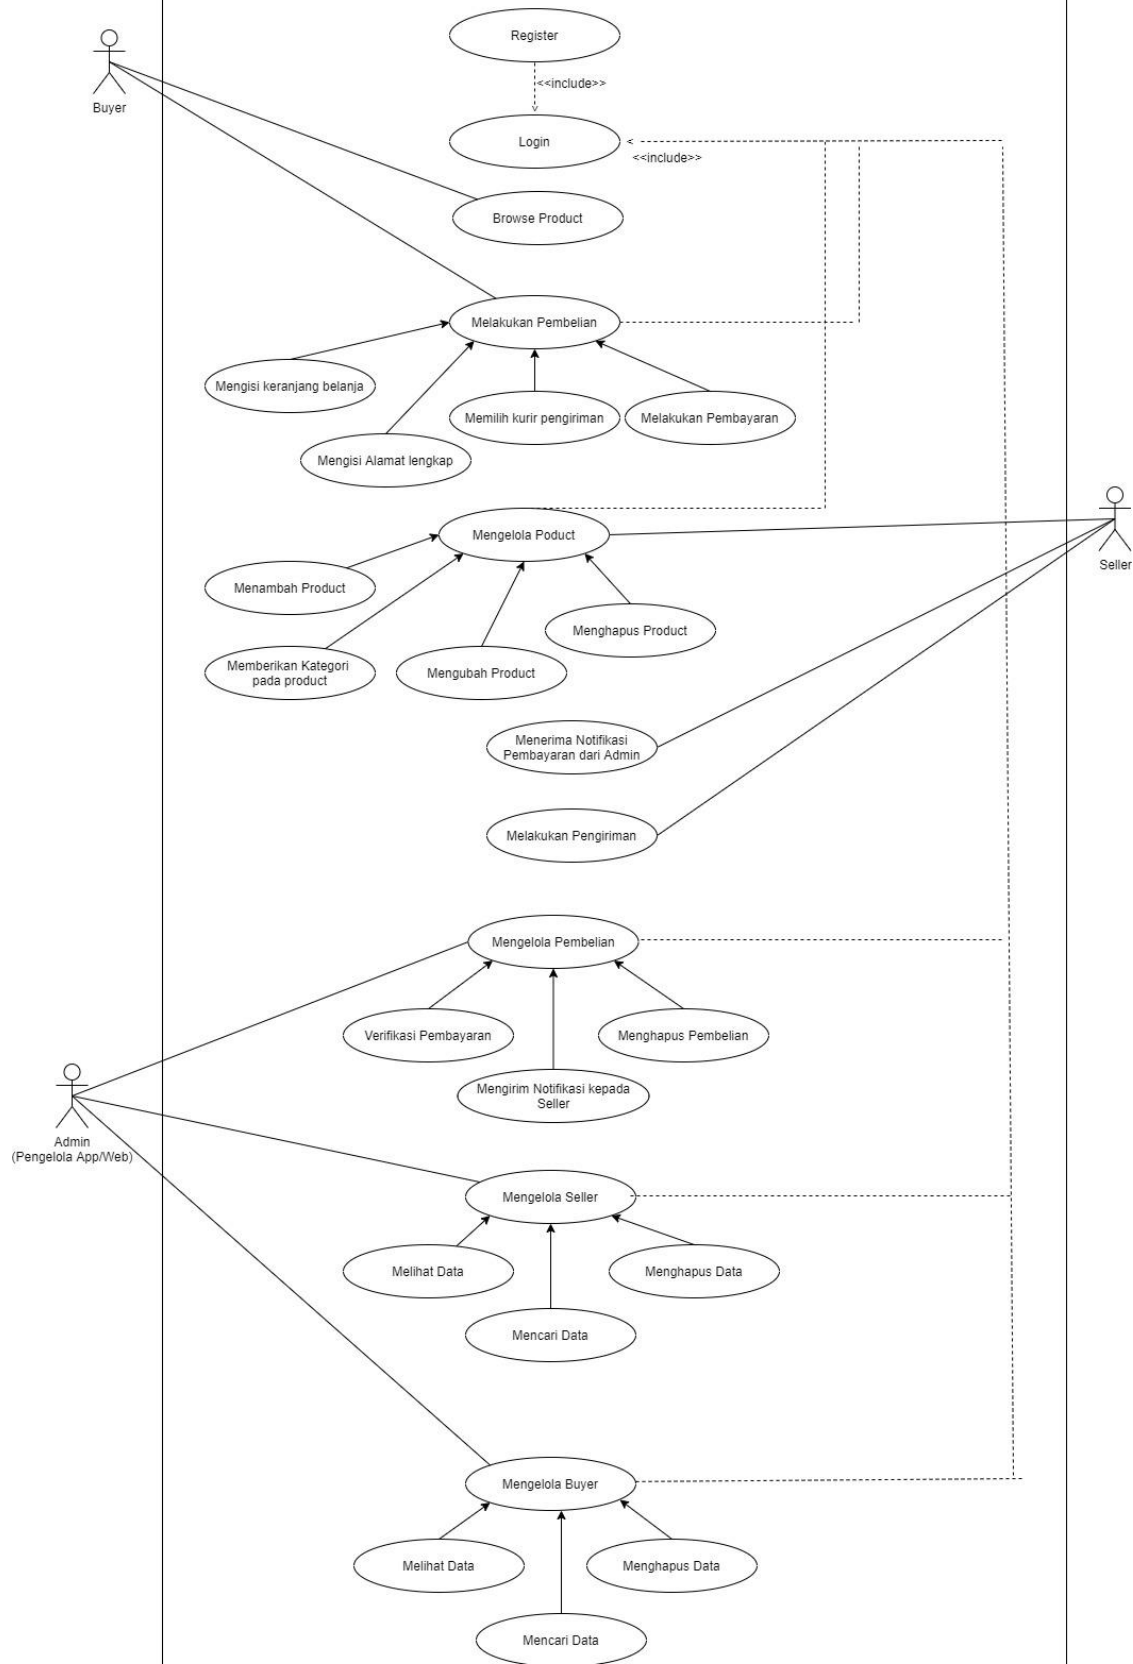 Register
<<include>>
Buyer
Login
<<include>>
Browse Product
Melakukan Pembelian
Mengisi keranjang belanja
Memilih kurir pengiriman
Melakukan Pembayaran
Mengisi Alamat lengkap
Mengelola Poduct
Seller
Menambah Product
Menghapus Product
Memberikan Kategori
pada product
Mengubah Product
Menerima Notifikasi
Pembayaran dari Admin
Melakukan Pengiriman
Mengelola Pembelian
Verifikasi Pembayaran
Menghapus Pembelian
Mengirim Notifikasi kepada
Seller
Admin
(Pengelola App/Web)
Mengelola Seller
Melihat Data
Menghapus Data
Mencari Data
Mengelola Buyer
Melihat Data
Menghapus Data
Mencari Data